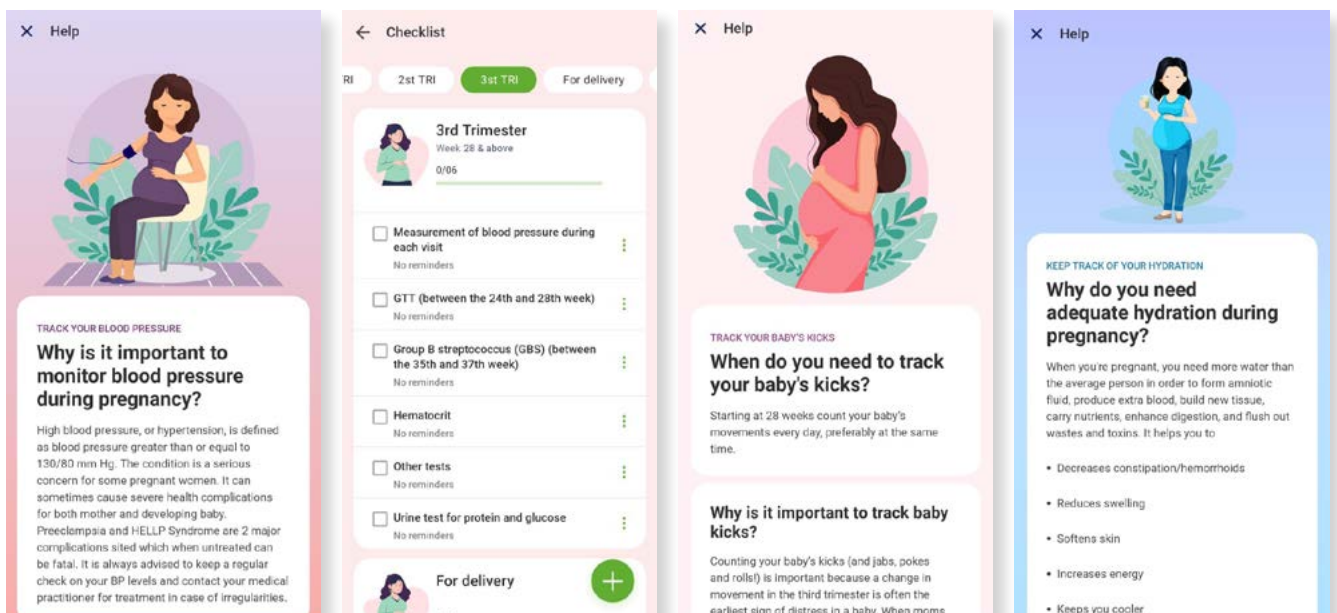 Help
TRACK YOUR BLOOD PRESSURE
Why is it important to
monitor blood pressure
during pregnancy?
High blood pressure, or hypertension, is defined
as blood pressure greater than or equal to
130/80 mm Hg. The condition is a serious
concern for some pregnant women. It can
sometimes cause severe health complications
for both mother and developing baby.
Preeclampsia and HELLP Syndrome are 2 major
complications sited which when untreated can
be fatal. It is always advised to keep a regular
check on your BP levels and contact your medical
practitioner for treatment in case of irregularities.
Checklist
RI 2st TRI 3st TRI For delivery
3rd Trimester
Week 28 & above
0/06
Measurement of blood pressure during
each visit
No reminders
GTT (between the 24th and 28th week)
No reminders
Group B streptococcus (GBS) (between
the 35th and 37th week)
No reminders
Hematocrit
No reminders
Other tests
No reminders
Urine test for protein and glucose
No reminders
For delivery
Help
TRACK YOUR BABY'S KICKS
When do you need to track
your baby's kicks?
Starting at 28 weeks count your baby's
movements every day, preferably at the same
time.
Why is it important to track baby
kicks?
Counting your baby's kicks (and jabs, pokes
and rolls!) is important because a change in
movement in the third trimester is often the
earliest sign of distress in a baby. When moms
Help
KEEP TRACK OF YOUR HYDRATION
Why do you need
adequate hydration during
pregnancy?
When you're pregnant, you need more water than
the average person in order to form amniotic
fluid, produce extra blood, build new tissue,
carry nutrients, enhance digestion, and flush out
wastes and toxins. It helps you to
• Decreases constipation/hemorrhoids
• Reduces swelling
• Softens skin
• Increases energy
• Keeps you cooler